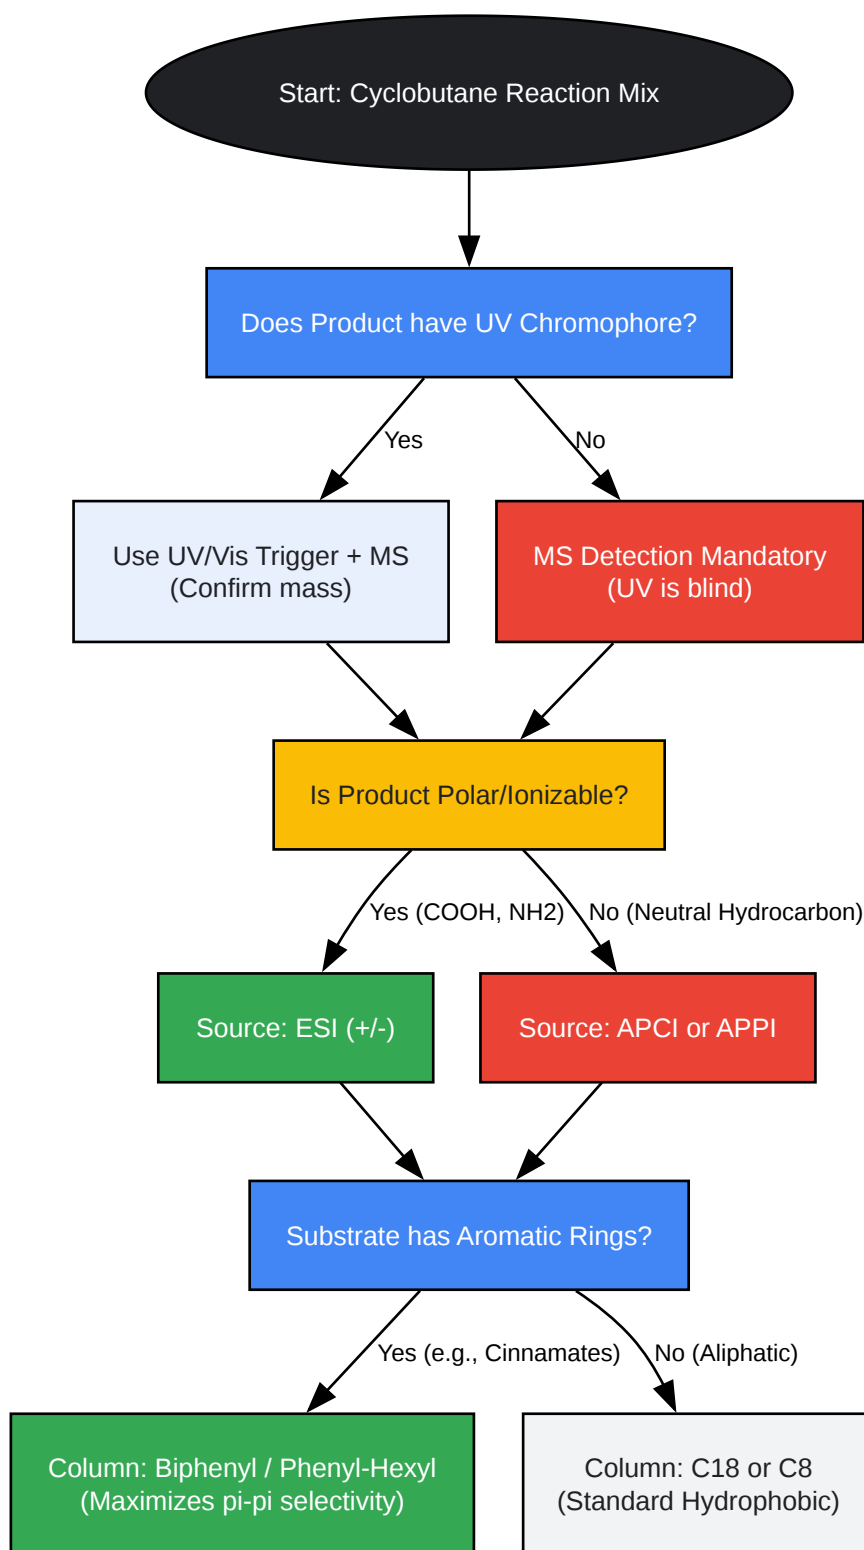 Start: Cyclobutane Reaction Mix
Does Product have UV Chromophore?
Yes
No
Use UV/Vis Trigger + MS
(Confirm mass)
MS Detection Mandatory
(UV is blind)
Is Product Polar/Ionizable?
Yes (COOH, NH2)
No (Neutral Hydrocarbon)
Source: ESI (+/-)
Source: APCI or APPI
Substrate has Aromatic Rings?
Yes (e.g., Cinnamates)
No (Aliphatic)
Column: Biphenyl / Phenyl-Hexyl
(Maximizes pi-pi selectivity)
Column: C18 or C8
(Standard Hydrophobic)